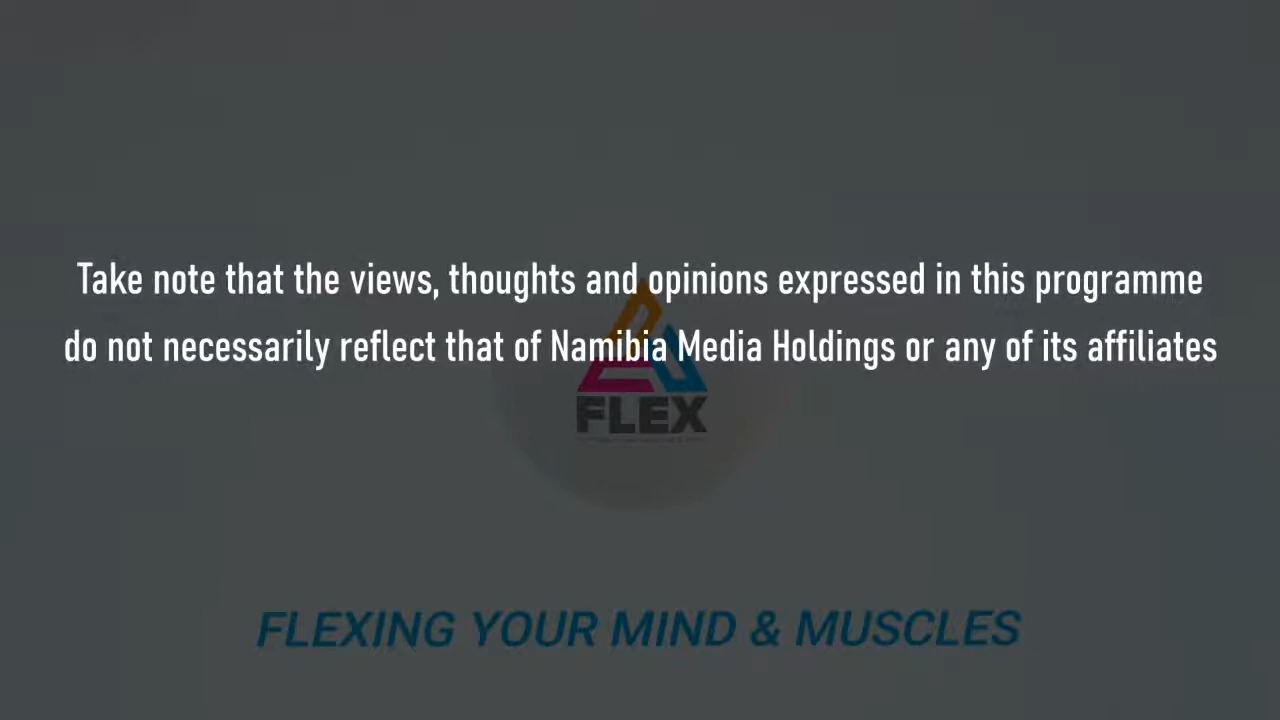 Take note that the views, thoughts and opinions expressed in this programme
do not necessarily reflect that of Namibia Media Holdings or any of its affiliates
FLEX
FLEXING YOUR MIND & MUSCLES